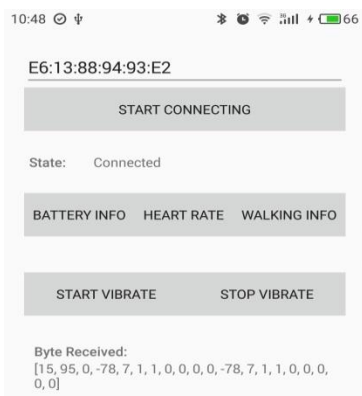 10:48 66
E6:13:88:94:93:E2
START CONNECTING
State: Connected
BATTERY INFO HEART RATE WALKING INFO
START VIBRATE STOP VIBRATE
Byte Received:
[15, 95, 0, -78, 7, 1, 1, 0, 0, 0, 0, -78, 7, 1, 1, 0, 0, 0,
0, 0]